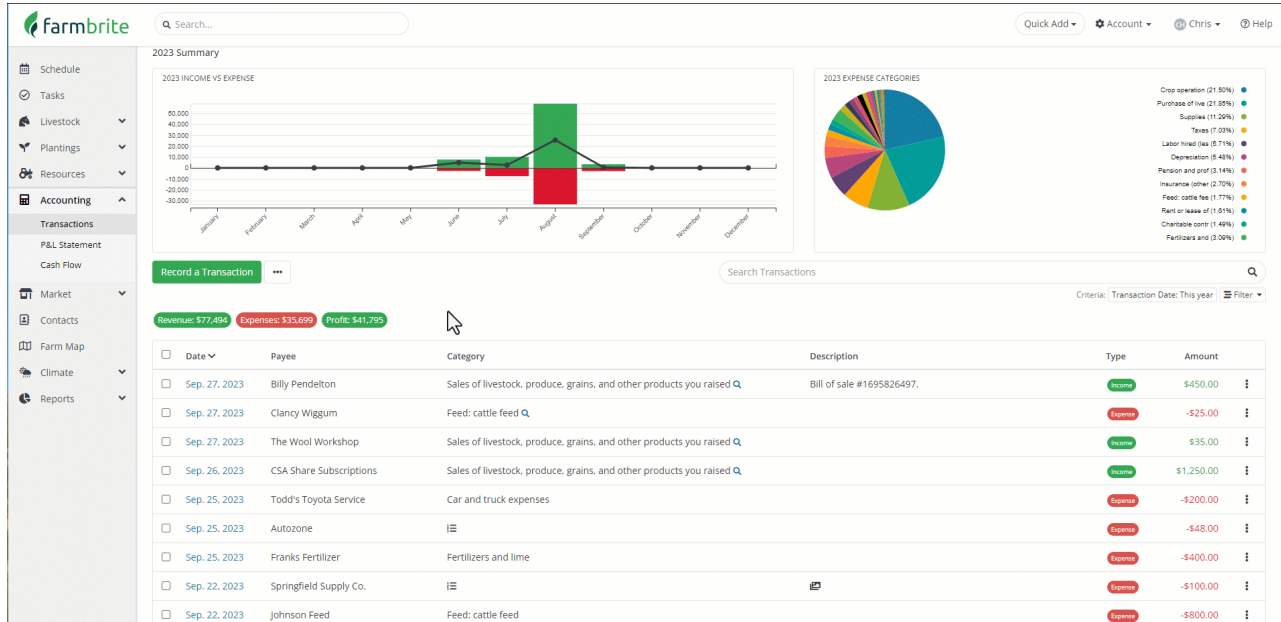 farmbrite
Search...
Quick Add
Account
CH Chris
Help
Schedule
Tasks
Livestock
Plantings
Resources
Accounting
Transactions
P&L Statement
Cash Flow
Market
Contacts
Farm Map
Climate
Reports
2023 Summary
2023 INCOME VS EXPENSE
50,000
40,000
30,000
20,000
10,000
0
-10,000
-20,000
-30,000
January
February
March
April
May
June
July
August
September
October
November
December
2023 EXPENSE CATEGORIES
Crop operation (21.50%)
Purchase of live (21.85%)
Supplies (11.29%)
Taxes (7.03%)
Labor hired (les (5.71%)
Depreciation (5.48%)
Pension and prof (3.14%)
Insurance (other (2.70%)
Feed: cattle fee (1.77%)
Rent or lease of (1.61%)
Charitable contr (1.49%)
Fertilizers and (3.09%)
Record a Transaction
Search Transactions
Criteria: Transaction Date: This year Filter
Revenue: $77,494 Expenses: $35,699 Profit: $41,795
Date Payee Category Description Type Amount
Sep. 27, 2023 Billy Pendelton Sales of livestock, produce, grains, and other products you raised Bill of sale #1695826497. Income $450.00
Sep. 27, 2023 Clancy Wiggum Feed: cattle feed Expense -$25.00
Sep. 27, 2023 The Wool Workshop Sales of livestock, produce, grains, and other products you raised Income $35.00
Sep. 26, 2023 CSA Share Subscriptions Sales of livestock, produce, grains, and other products you raised Income $1,250.00
Sep. 25, 2023 Todd's Toyota Service Car and truck expenses Expense -$200.00
Sep. 25, 2023 Autozone Expense -$48.00
Sep. 25, 2023 Franks Fertilizer Fertilizers and lime Expense -$400.00
Sep. 22, 2023 Springfield Supply Co. Expense -$100.00
Sep. 22, 2023 Johnson Feed Feed: cattle feed Expense -$800.00